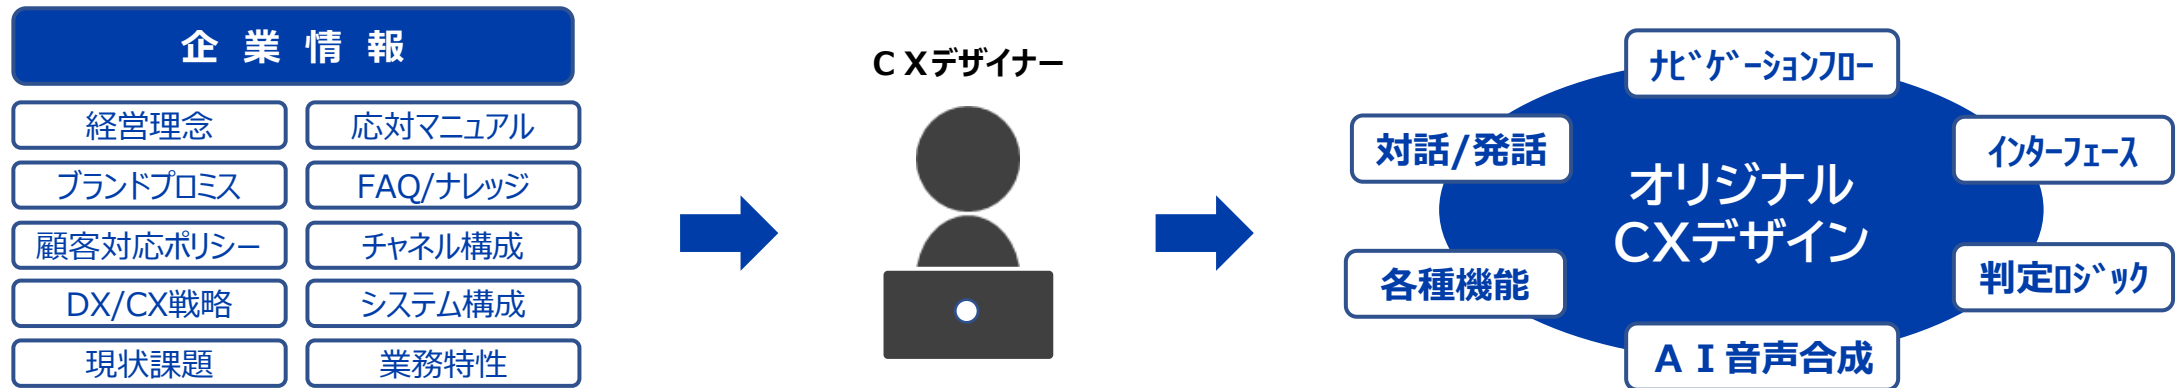 企業情報
経営理念
応対マニュアル
ブランドプロミス
FAQ/ナレッジ
顧客対応ポリシー
チャネル構成
DX/CX戦略
システム構成
現状課題
業務特性
CXデザイナー
ナビゲーションフロー
対話/発話
インターフェース
オリジナル
CXデザイン
各種機能
判定ロジック
AI音声合成